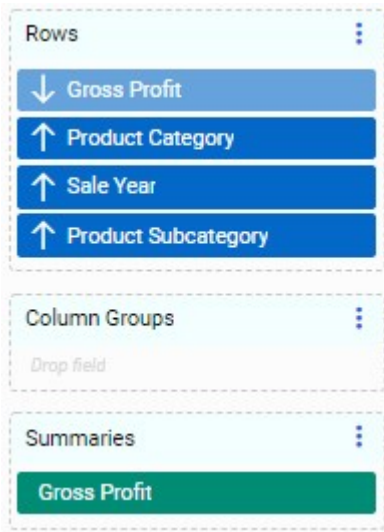 Rows
Gross Profit
Product Category
Sale Year
Product Subcategory
Column Groups
Drop field
Summaries
Gross Profit